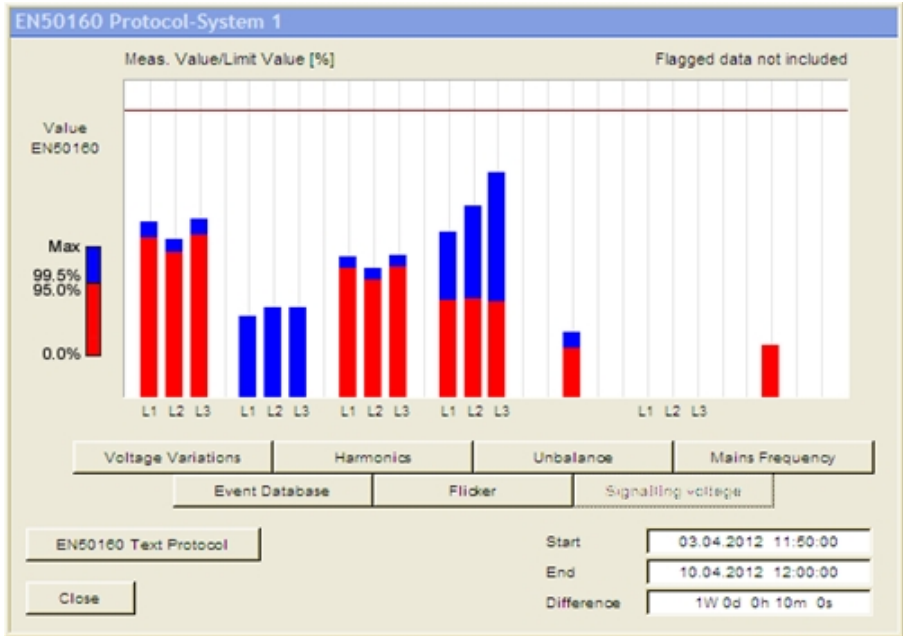 EN50160 Protocol-System 1
Meas. Value/Limit Value [%]
Flagged data not included
Value
EN50160
Max
99.5%
95.0%
0.0%
L1 L2 L3 L1 L2 L3 L1 L2 L3 L1 L2 L3 L1 L2 L3
Voltage Variations
Harmonics
Unbalance
Mains Frequency
Event Database
Flicker
Signalling voltage
EN50160 Text Protocol
Start 03.04.2012 11:50:00
End 10.04.2012 12:00:00
Close
Difference 1W 0d 0h 10m 0s